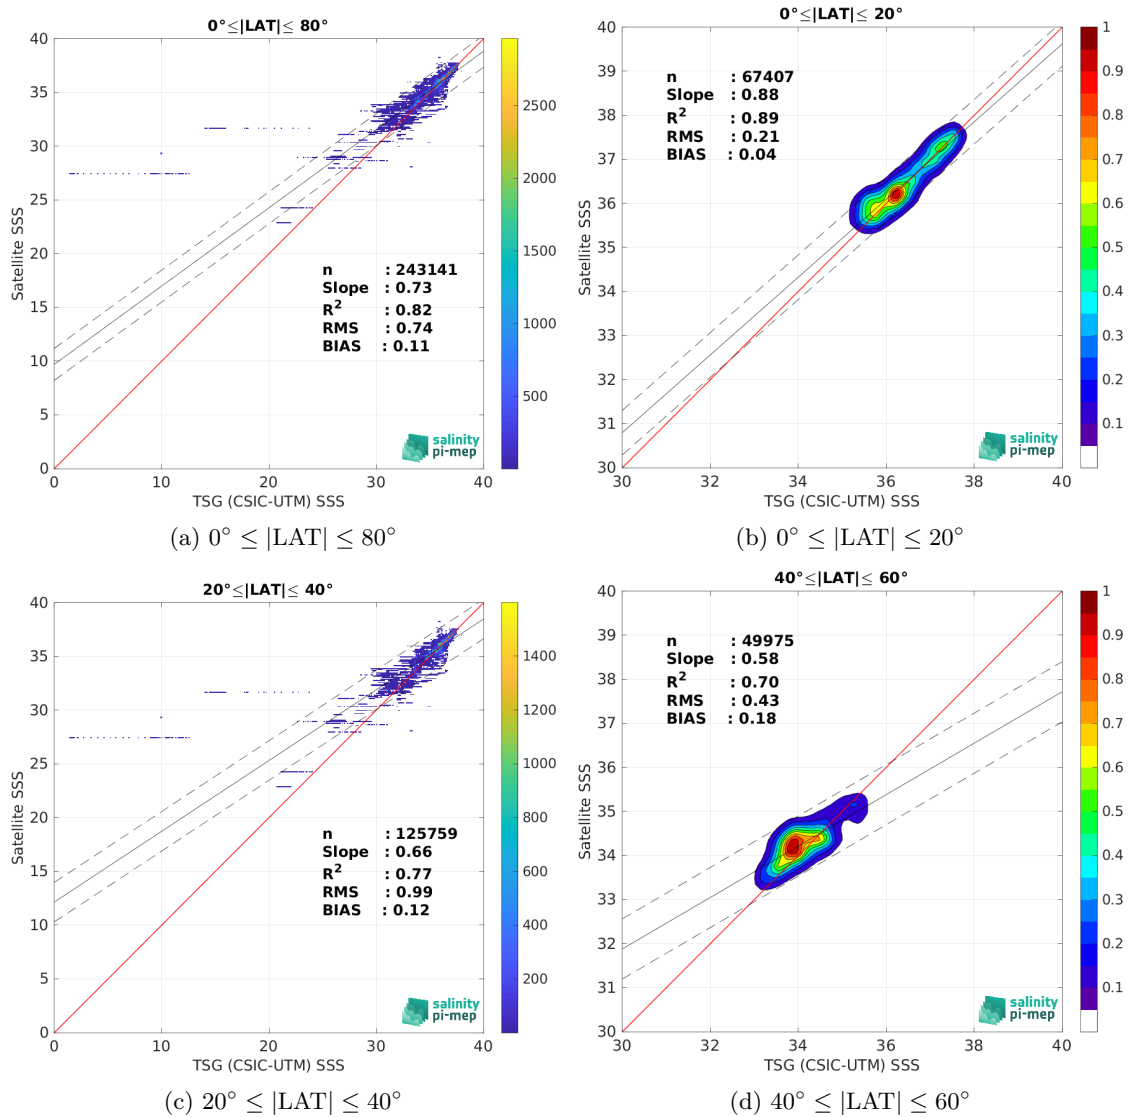 0°≤|LAT|≤ 80°
Satellite SSS
40
35
30
25
20
15
10
5
0
n : 243141
Slope : 0.73
R² : 0.82
RMS : 0.74
BIAS : 0.11
salinity
pi-mep
0 10 20 30 40
TSG (CSIC-UTM) SSS
2500
2000
1500
1000
500
(a) 0° ≤ |LAT| ≤ 80°
0°≤|LAT|≤ 20°
Satellite SSS
40
39
38
37
36
35
34
33
32
31
30
n : 67407
Slope : 0.88
R² : 0.89
RMS : 0.21
BIAS : 0.04
salinity
pi-mep
30 32 34 36 38 40
TSG (CSIC-UTM) SSS
1
0.9
0.8
0.7
0.6
0.5
0.4
0.3
0.2
0.1
(b) 0° ≤ |LAT| ≤ 20°
20°≤|LAT|≤ 40°
Satellite SSS
40
35
30
25
20
15
10
5
0
n : 125759
Slope : 0.66
R² : 0.77
RMS : 0.99
BIAS : 0.12
salinity
pi-mep
0 10 20 30 40
TSG (CSIC-UTM) SSS
1400
1200
1000
800
600
400
200
(c) 20° ≤ |LAT| ≤ 40°
40°≤|LAT|≤ 60°
Satellite SSS
40
39
38
37
36
35
34
33
32
31
30
n : 49975
Slope : 0.58
R² : 0.70
RMS : 0.43
BIAS : 0.18
salinity
pi-mep
30 32 34 36 38 40
TSG (CSIC-UTM) SSS
1
0.9
0.8
0.7
0.6
0.5
0.4
0.3
0.2
0.1
(d) 40° ≤ |LAT| ≤ 60°